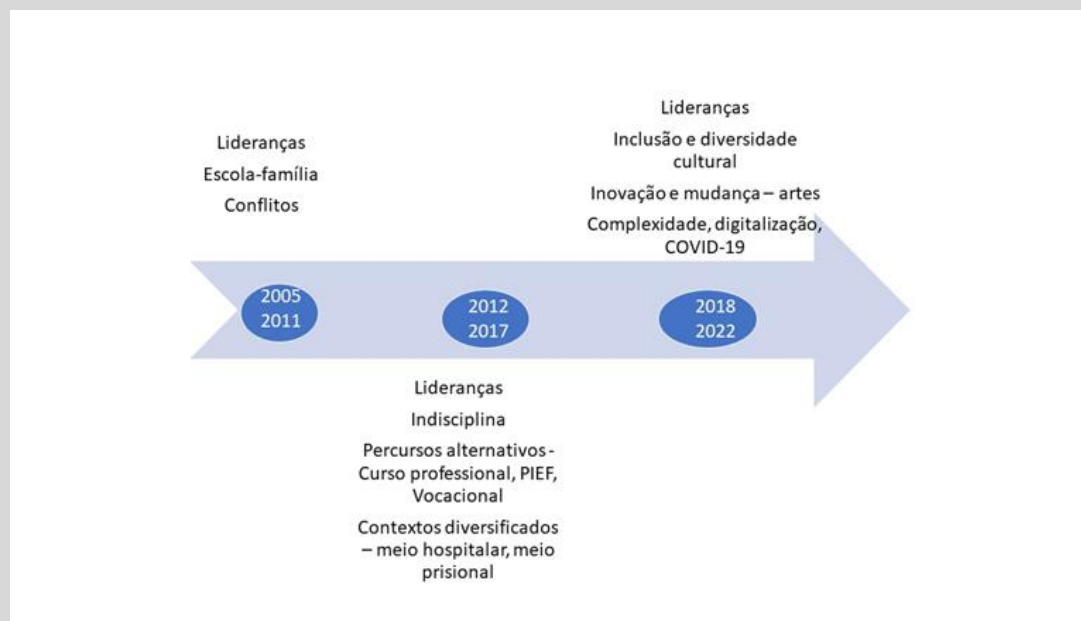 Lideranças
Escola-família
Conflitos
2005
2011
Lideranças
Indisciplina
Percursos alternativos -
Curso professional, PIEF,
Vocacional
Contextos diversificados
– meio hospitalar, meio
prisional
2012
2017
Lideranças
Inclusão e diversidade
cultural
Inovação e mudança – artes
Complexidade, digitalização,
COVID-19
2018
2022